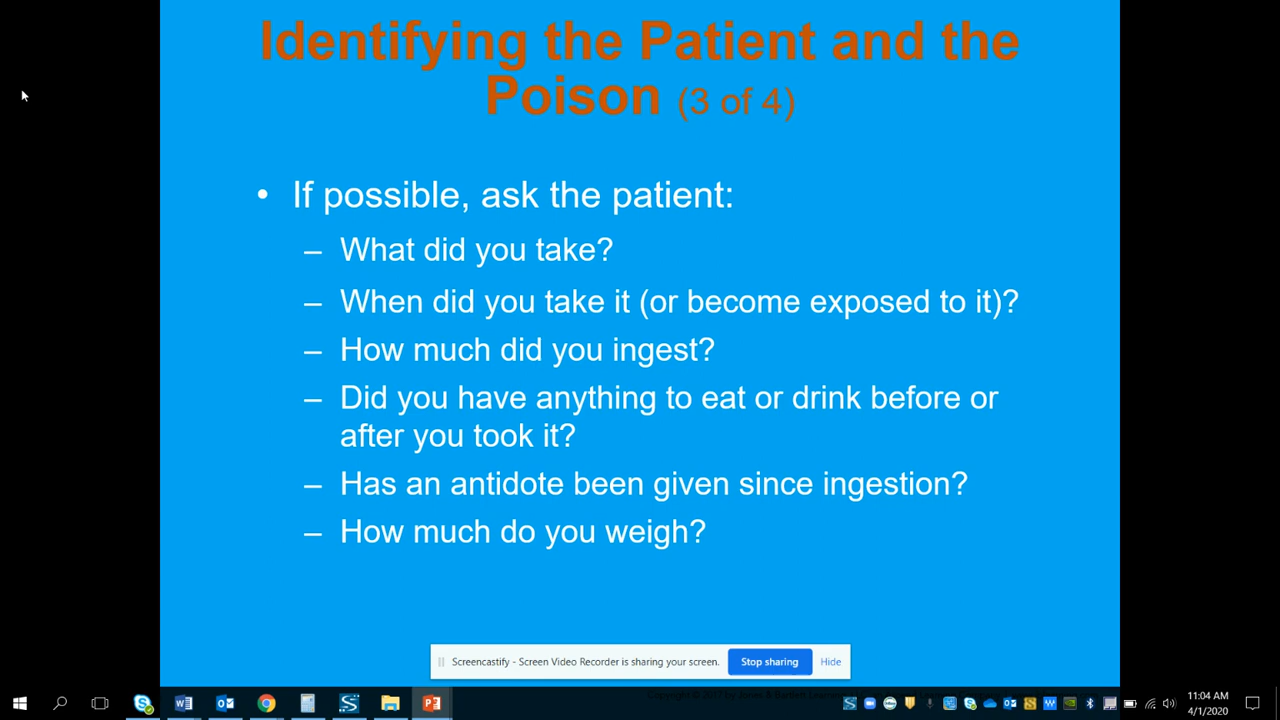 Identifying the Patient and the
Poison (3 of 4)
• If possible, ask the patient:
– What did you take?
– When did you take it (or become exposed to it)?
– How much did you ingest?
– Did you have anything to eat or drink before or
after you took it?
– Has an antidote been given since ingestion?
– How much do you weigh?
Screencastify - Screen Video Recorder is sharing your screen.
Stop sharing
Hide
11:04 AM
4/1/2020